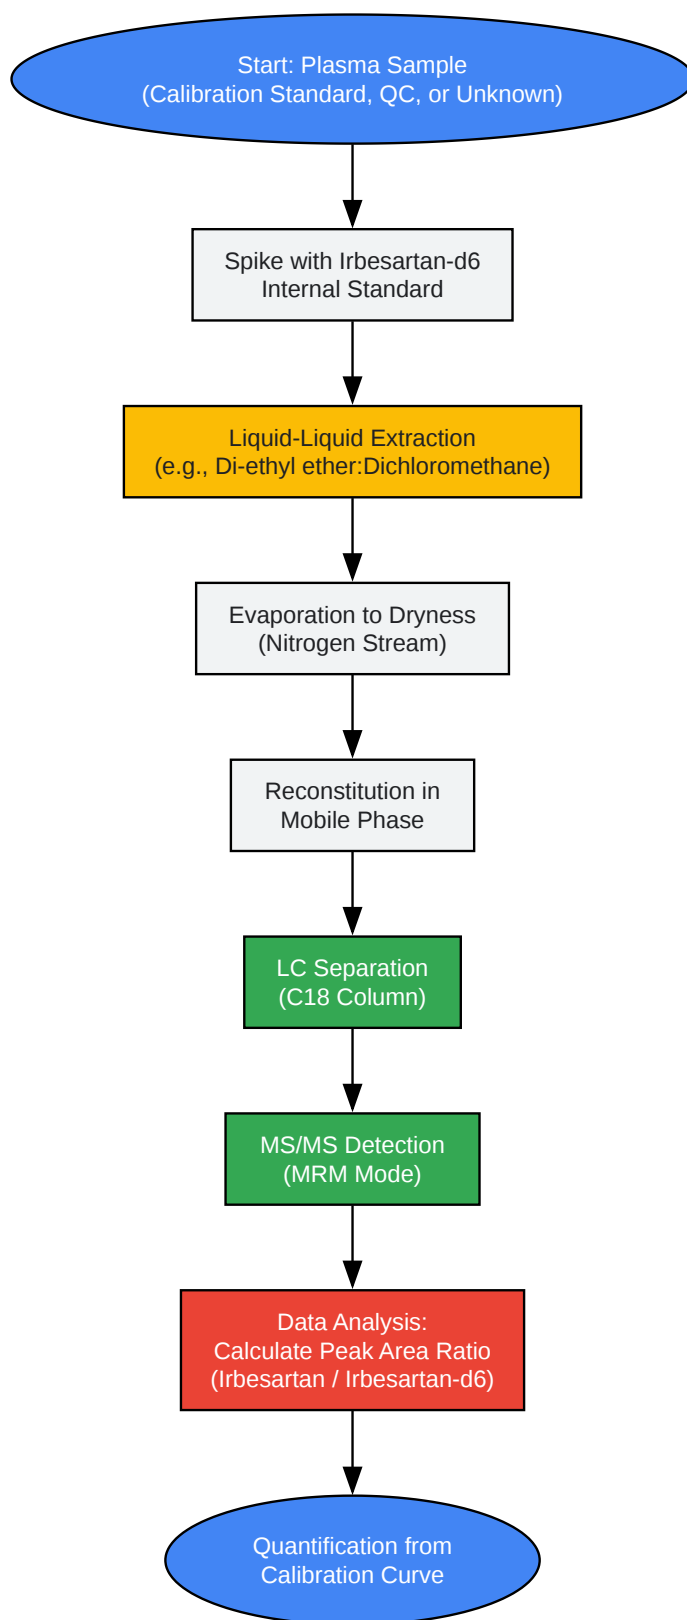 Start: Plasma Sample
(Calibration Standard, QC, or Unknown)
Spike with Irbesartan-d6
Internal Standard
Liquid-Liquid Extraction
(e.g., Di-ethyl ether:Dichloromethane)
Evaporation to Dryness
(Nitrogen Stream)
Reconstitution in
Mobile Phase
LC Separation
(C18 Column)
MS/MS Detection
(MRM Mode)
Data Analysis:
Calculate Peak Area Ratio
(Irbesartan / Irbesartan-d6)
Quantification from
Calibration Curve